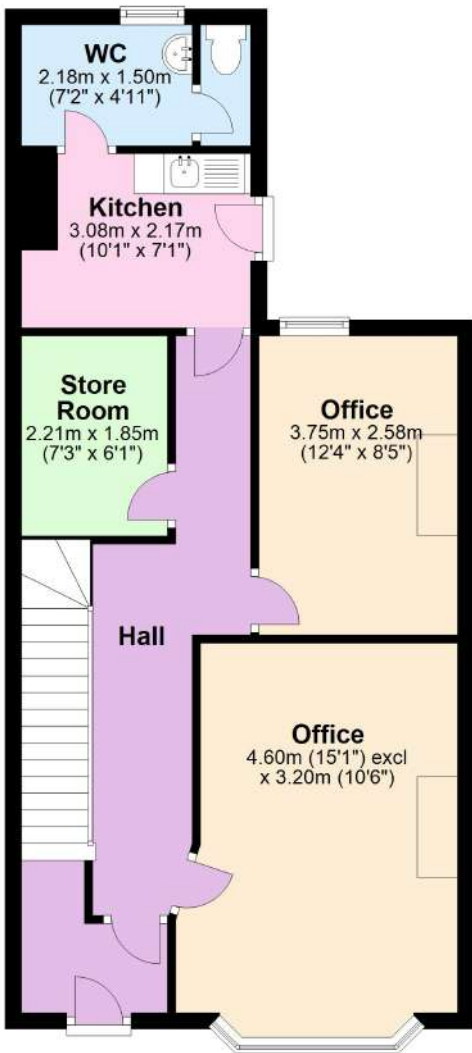 WC
2.18m x 1.50m
(7'2" x 4'11")
Kitchen
3.08m x 2.17m
(10'1" x 7'1")
Store
Room
2.21m x 1.85m
(7'3" x 6'1")
Office
3.75m x 2.58m
(12'4" x 8'5")
Hall
Office
4.60m (15'1") excl
x 3.20m (10'6")